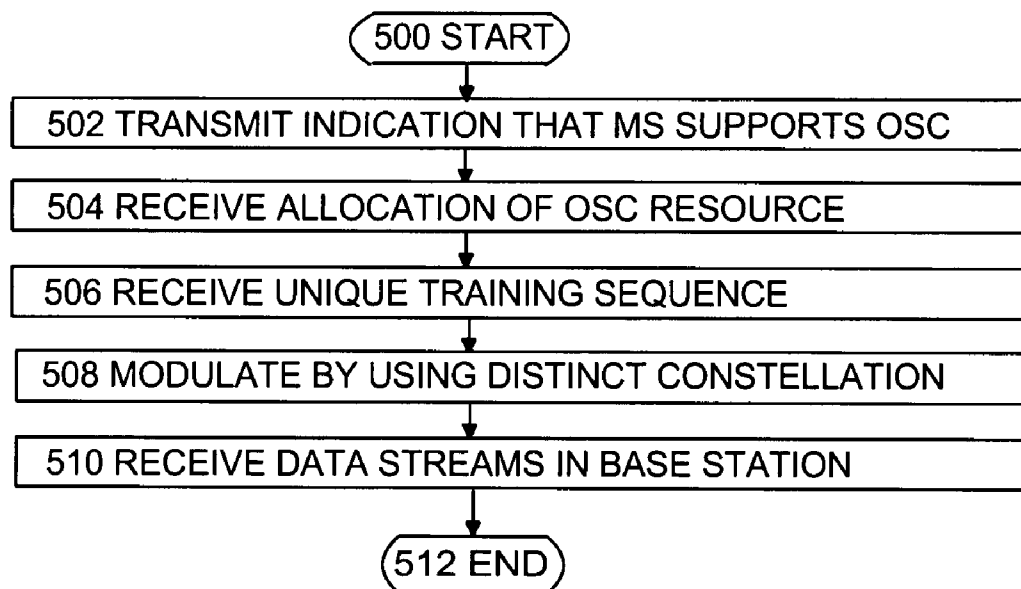 500 START
502 TRANSMIT INDICATION THAT MS SUPPORTS OSC
504 RECEIVE ALLOCATION OF OSC RESOURCE
506 RECEIVE UNIQUE TRAINING SEQUENCE
508 MODULATE BY USING DISTINCT CONSTELLATION
510 RECEIVE DATA STREAMS IN BASE STATION
512 END